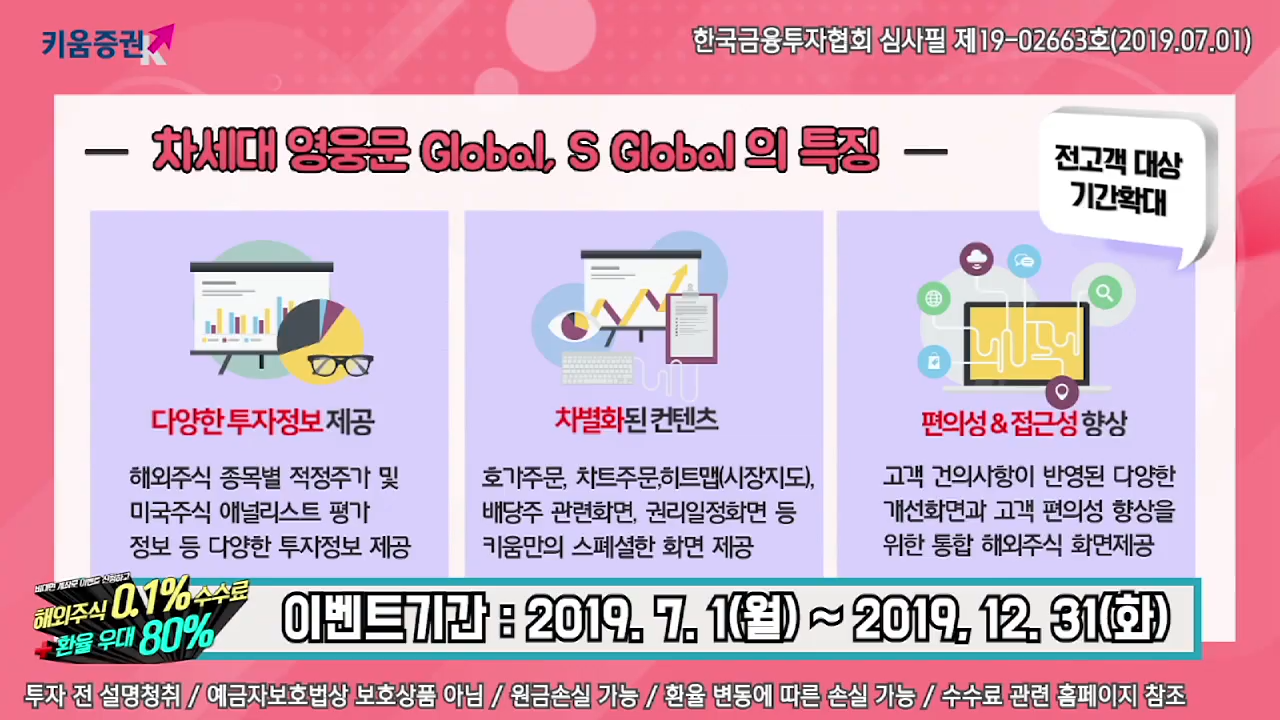 키움증권
한국금융투자협회 심사필 제19-02663호(2019.07.01)
차세대 영웅문 Global, S Global 의 특징
전고객 대상
기간확대
다양한 투자정보 제공
해외주식 종목별 적정주가 및
미국주식 애널리스트 평가
정보 등 다양한 투자정보 제공
차별화된 컨텐츠
호가주문, 차트주문,히트맵(시장지도),
배당주 관련화면, 권리일정화면 등
키움만의 스페셜한 화면 제공
편의성 & 접근성 향상
고객 건의사항이 반영된 다양한
개선화면과 고객 편의성 향상을
위한 통합 해외주식 화면제공
비대면 계좌로 이벤트 신청하고
해외주식 0.1% 수수료
+환율 우대 80%
이벤트기간 : 2019. 7. 1(월) ~ 2019, 12. 31(화)
투자 전 설명청취 / 예금자보호법상 보호상품 아님 / 원금손실 가능 / 환율 변동에 따른 손실 가능 / 수수료 관련 홈페이지 참조